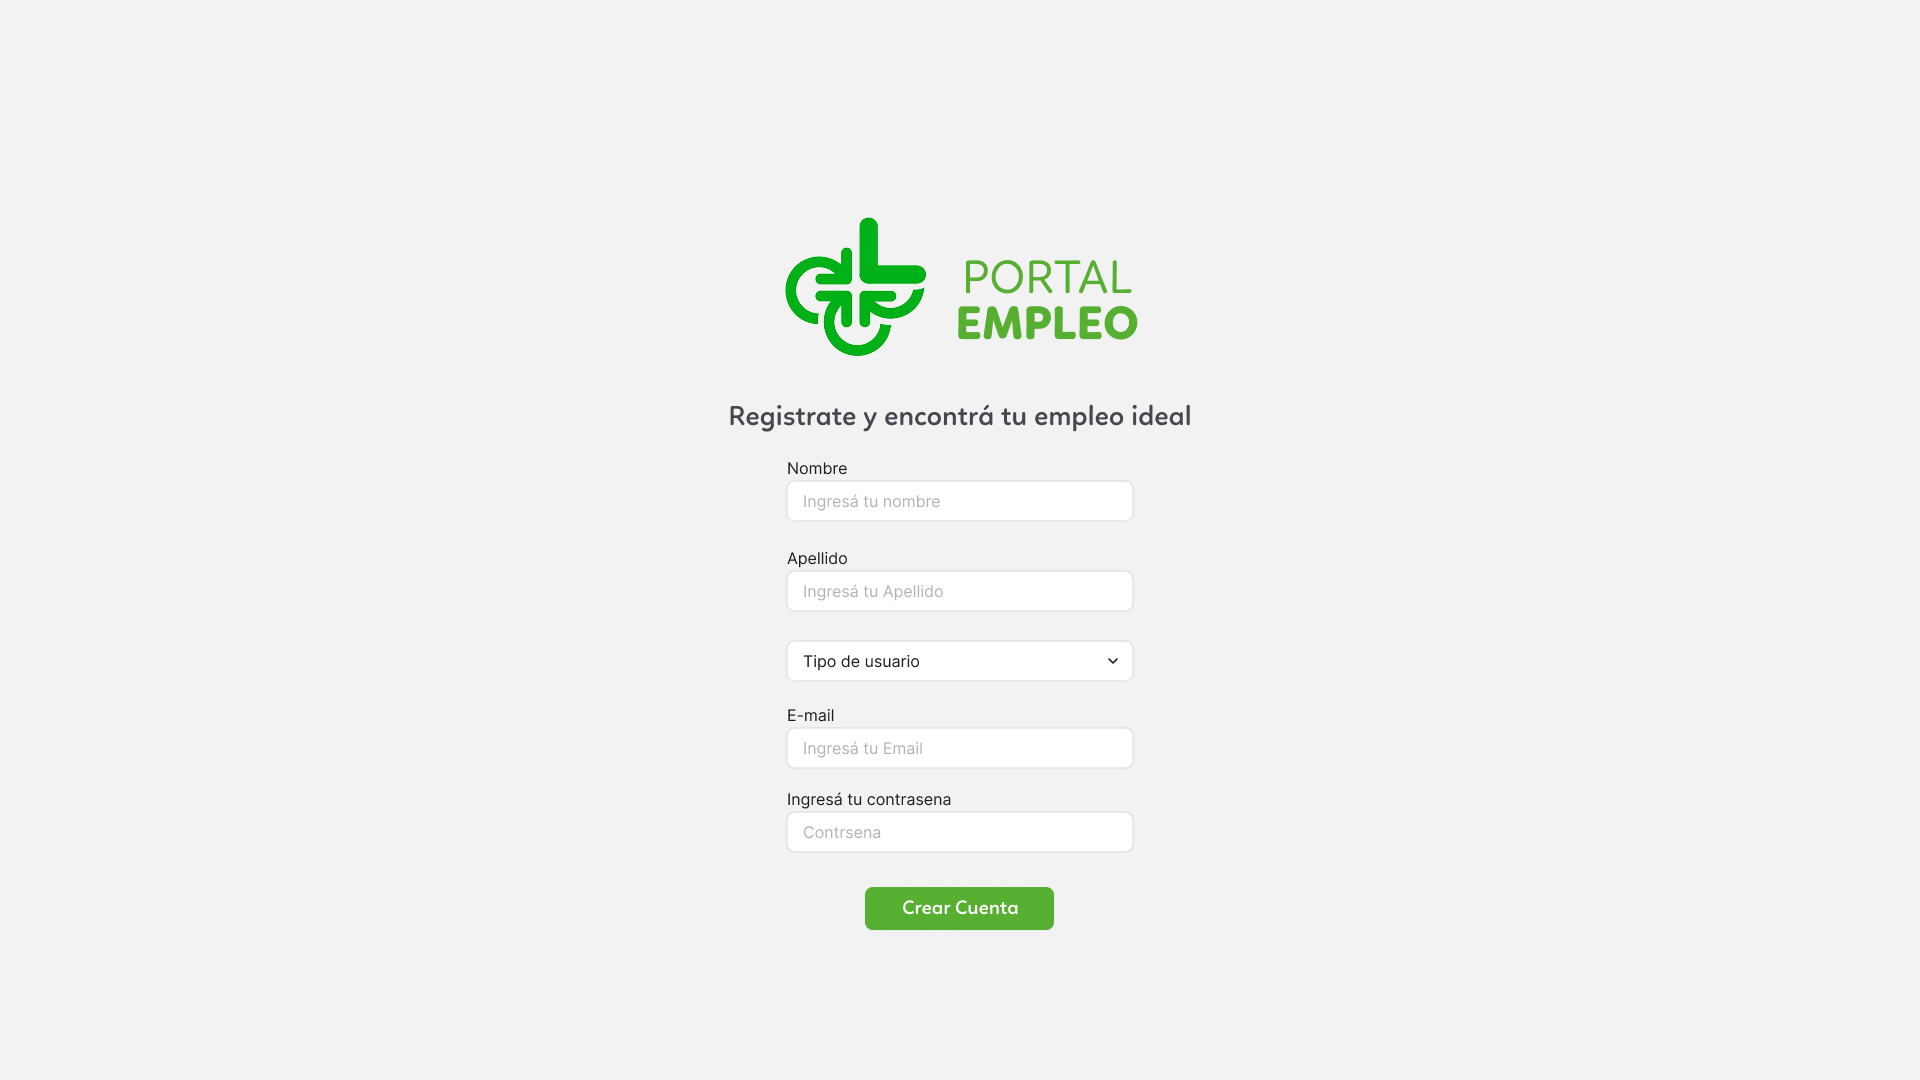 PORTAL
EMPLEO
Registrate y encontrá tu empleo ideal
Nombre
Ingresá tu nombre
Apellido
Ingresá tu Apellido
Tipo de usuario
E-mail
Ingresá tu Email
Ingresá tu contrasena
Contrsena
Crear Cuenta